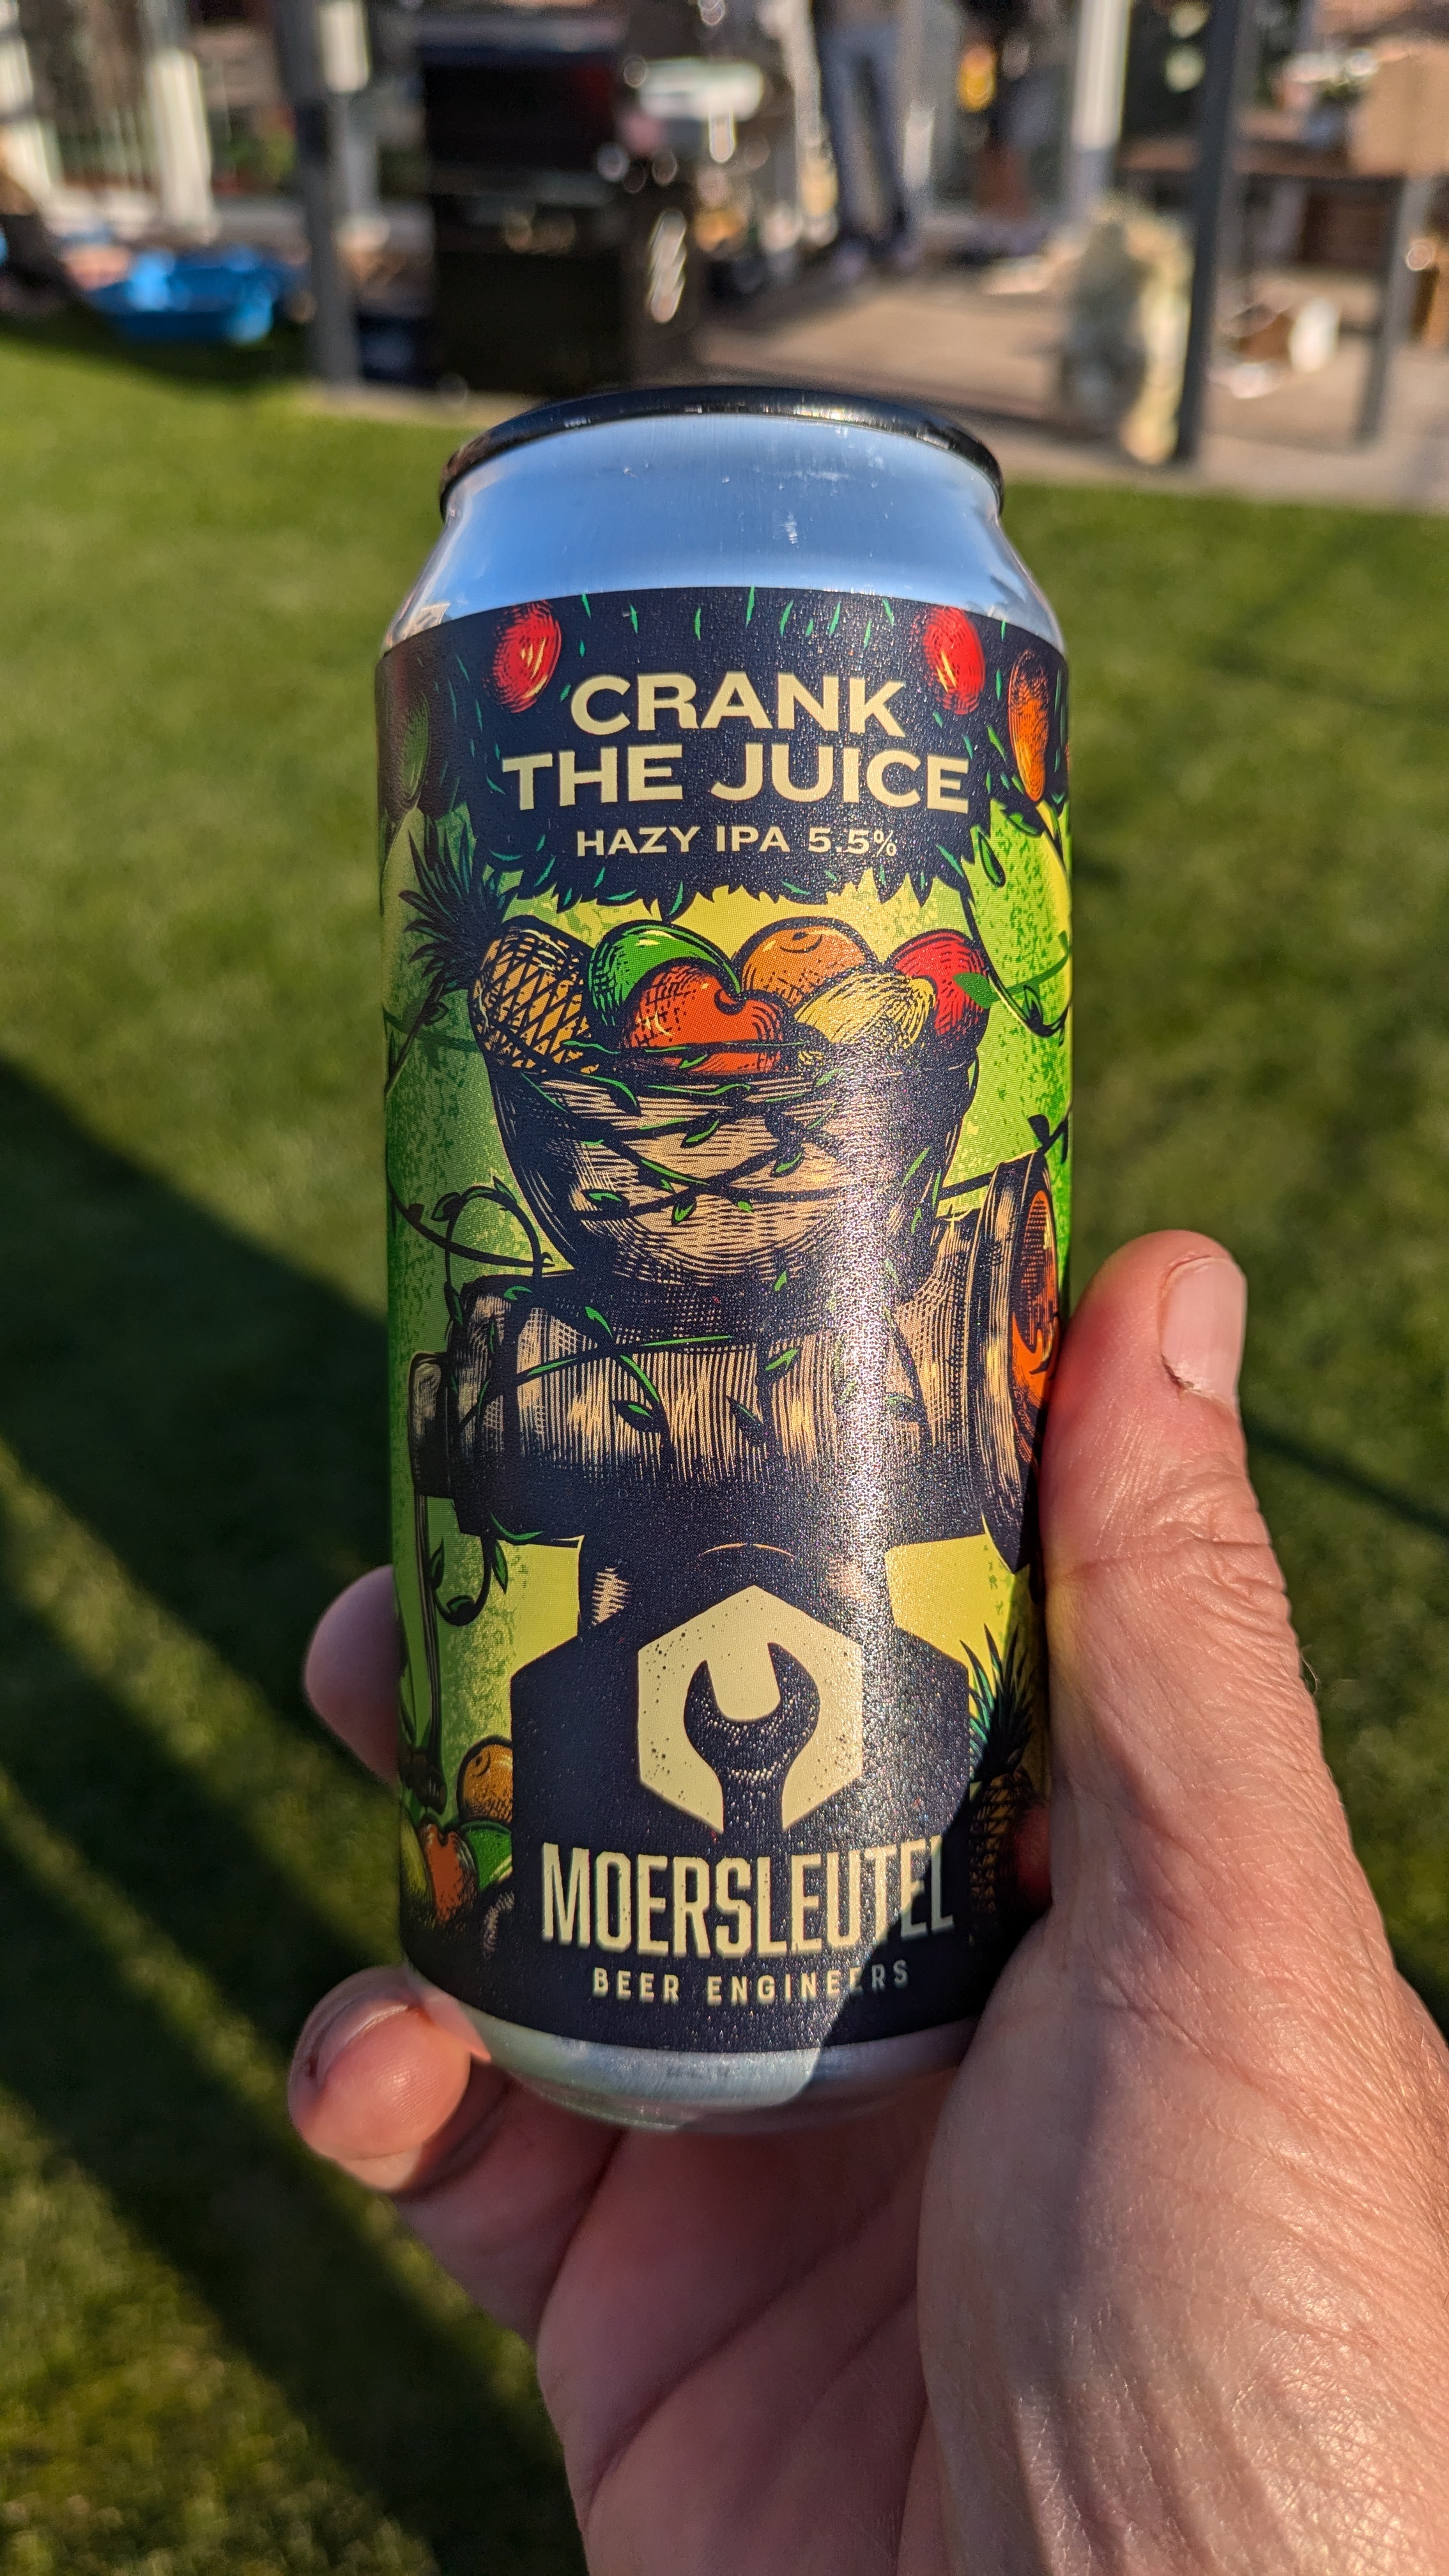 CRANK
THE JUICE
HAZY IPA 5.5%
MOERSLEUTEL
BEER ENGINEERS